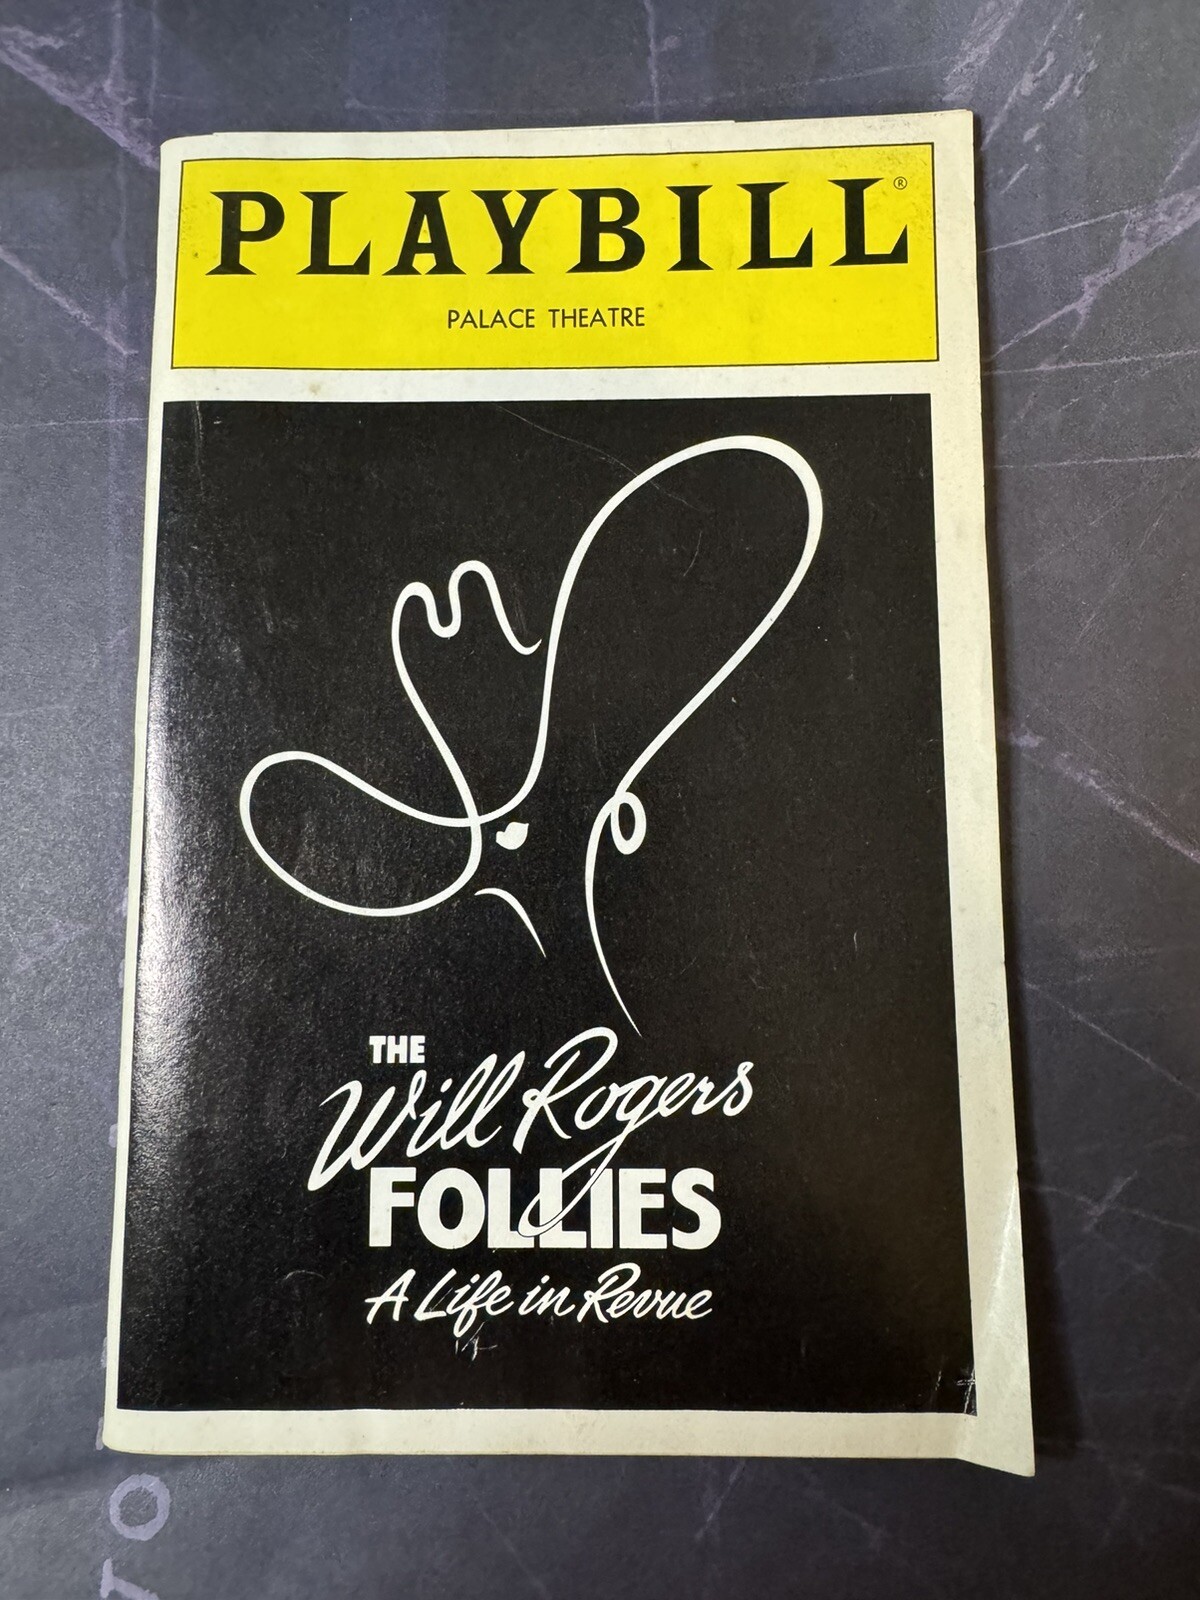 PLAYBILL®
PALACE THEATRE
THE
Will Rogers
FOLLIES
A Life in Revue